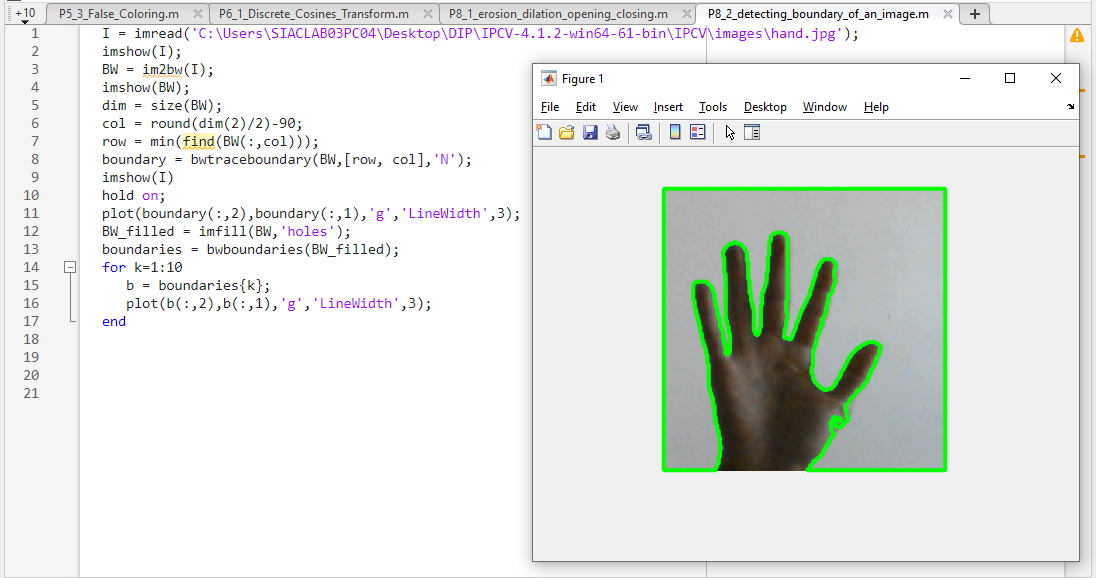 +10 P5_3_False_Coloring.m P6_1_Discrete_Cosines_Transform.m P8_1_erosion_dilation_opening_closing.m P8_2_detecting_boundary_of_an_image.m
1 I = imread('C:\Users\SIACLAB03PC04\Desktop\DIP\IPCV-4.1.2-win64-61-bin\IPCV\images\hand.jpg');
2 imshow(I);
3 BW = im2bw(I);
4 imshow(BW);
5 dim = size(BW);
6 col = round(dim(2)/2)-90;
7 row = min(find(BW(:,col)));
8 boundary = bwtraceboundary(BW,[row, col],'N');
9 imshow(I)
10 hold on;
11 plot(boundary(:,2),boundary(:,1),'g','LineWidth',3);
12 BW_filled = imfill(BW,'holes');
13 boundaries = bwboundaries(BW_filled);
14 for k=1:10
15 b = boundaries{k};
16 plot(b(:,2),b(:,1),'g','LineWidth',3);
17 end
18
19
20
21
Figure 1
File Edit View Insert Tools Desktop Window Help